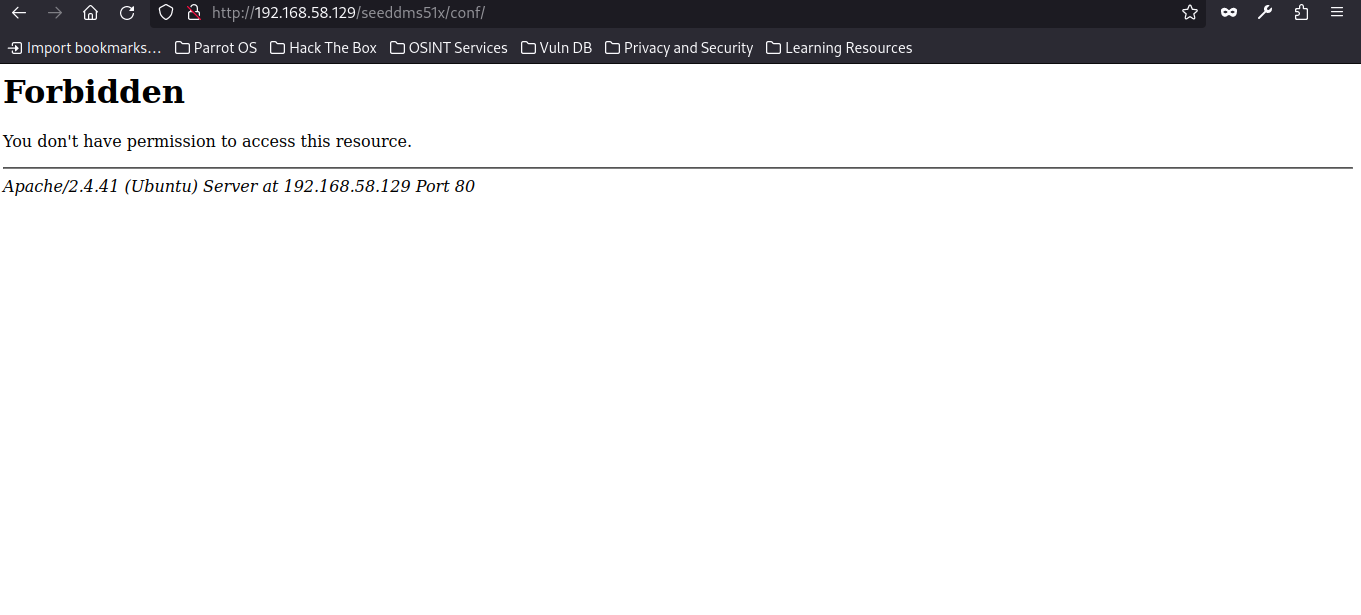 http://192.168.58.129/seeddms51x/conf/
Import bookmarks... Parrot OS Hack The Box OSINT Services Vuln DB Privacy and Security Learning Resources
Forbidden
You don't have permission to access this resource.
Apache/2.4.41 (Ubuntu) Server at 192.168.58.129 Port 80